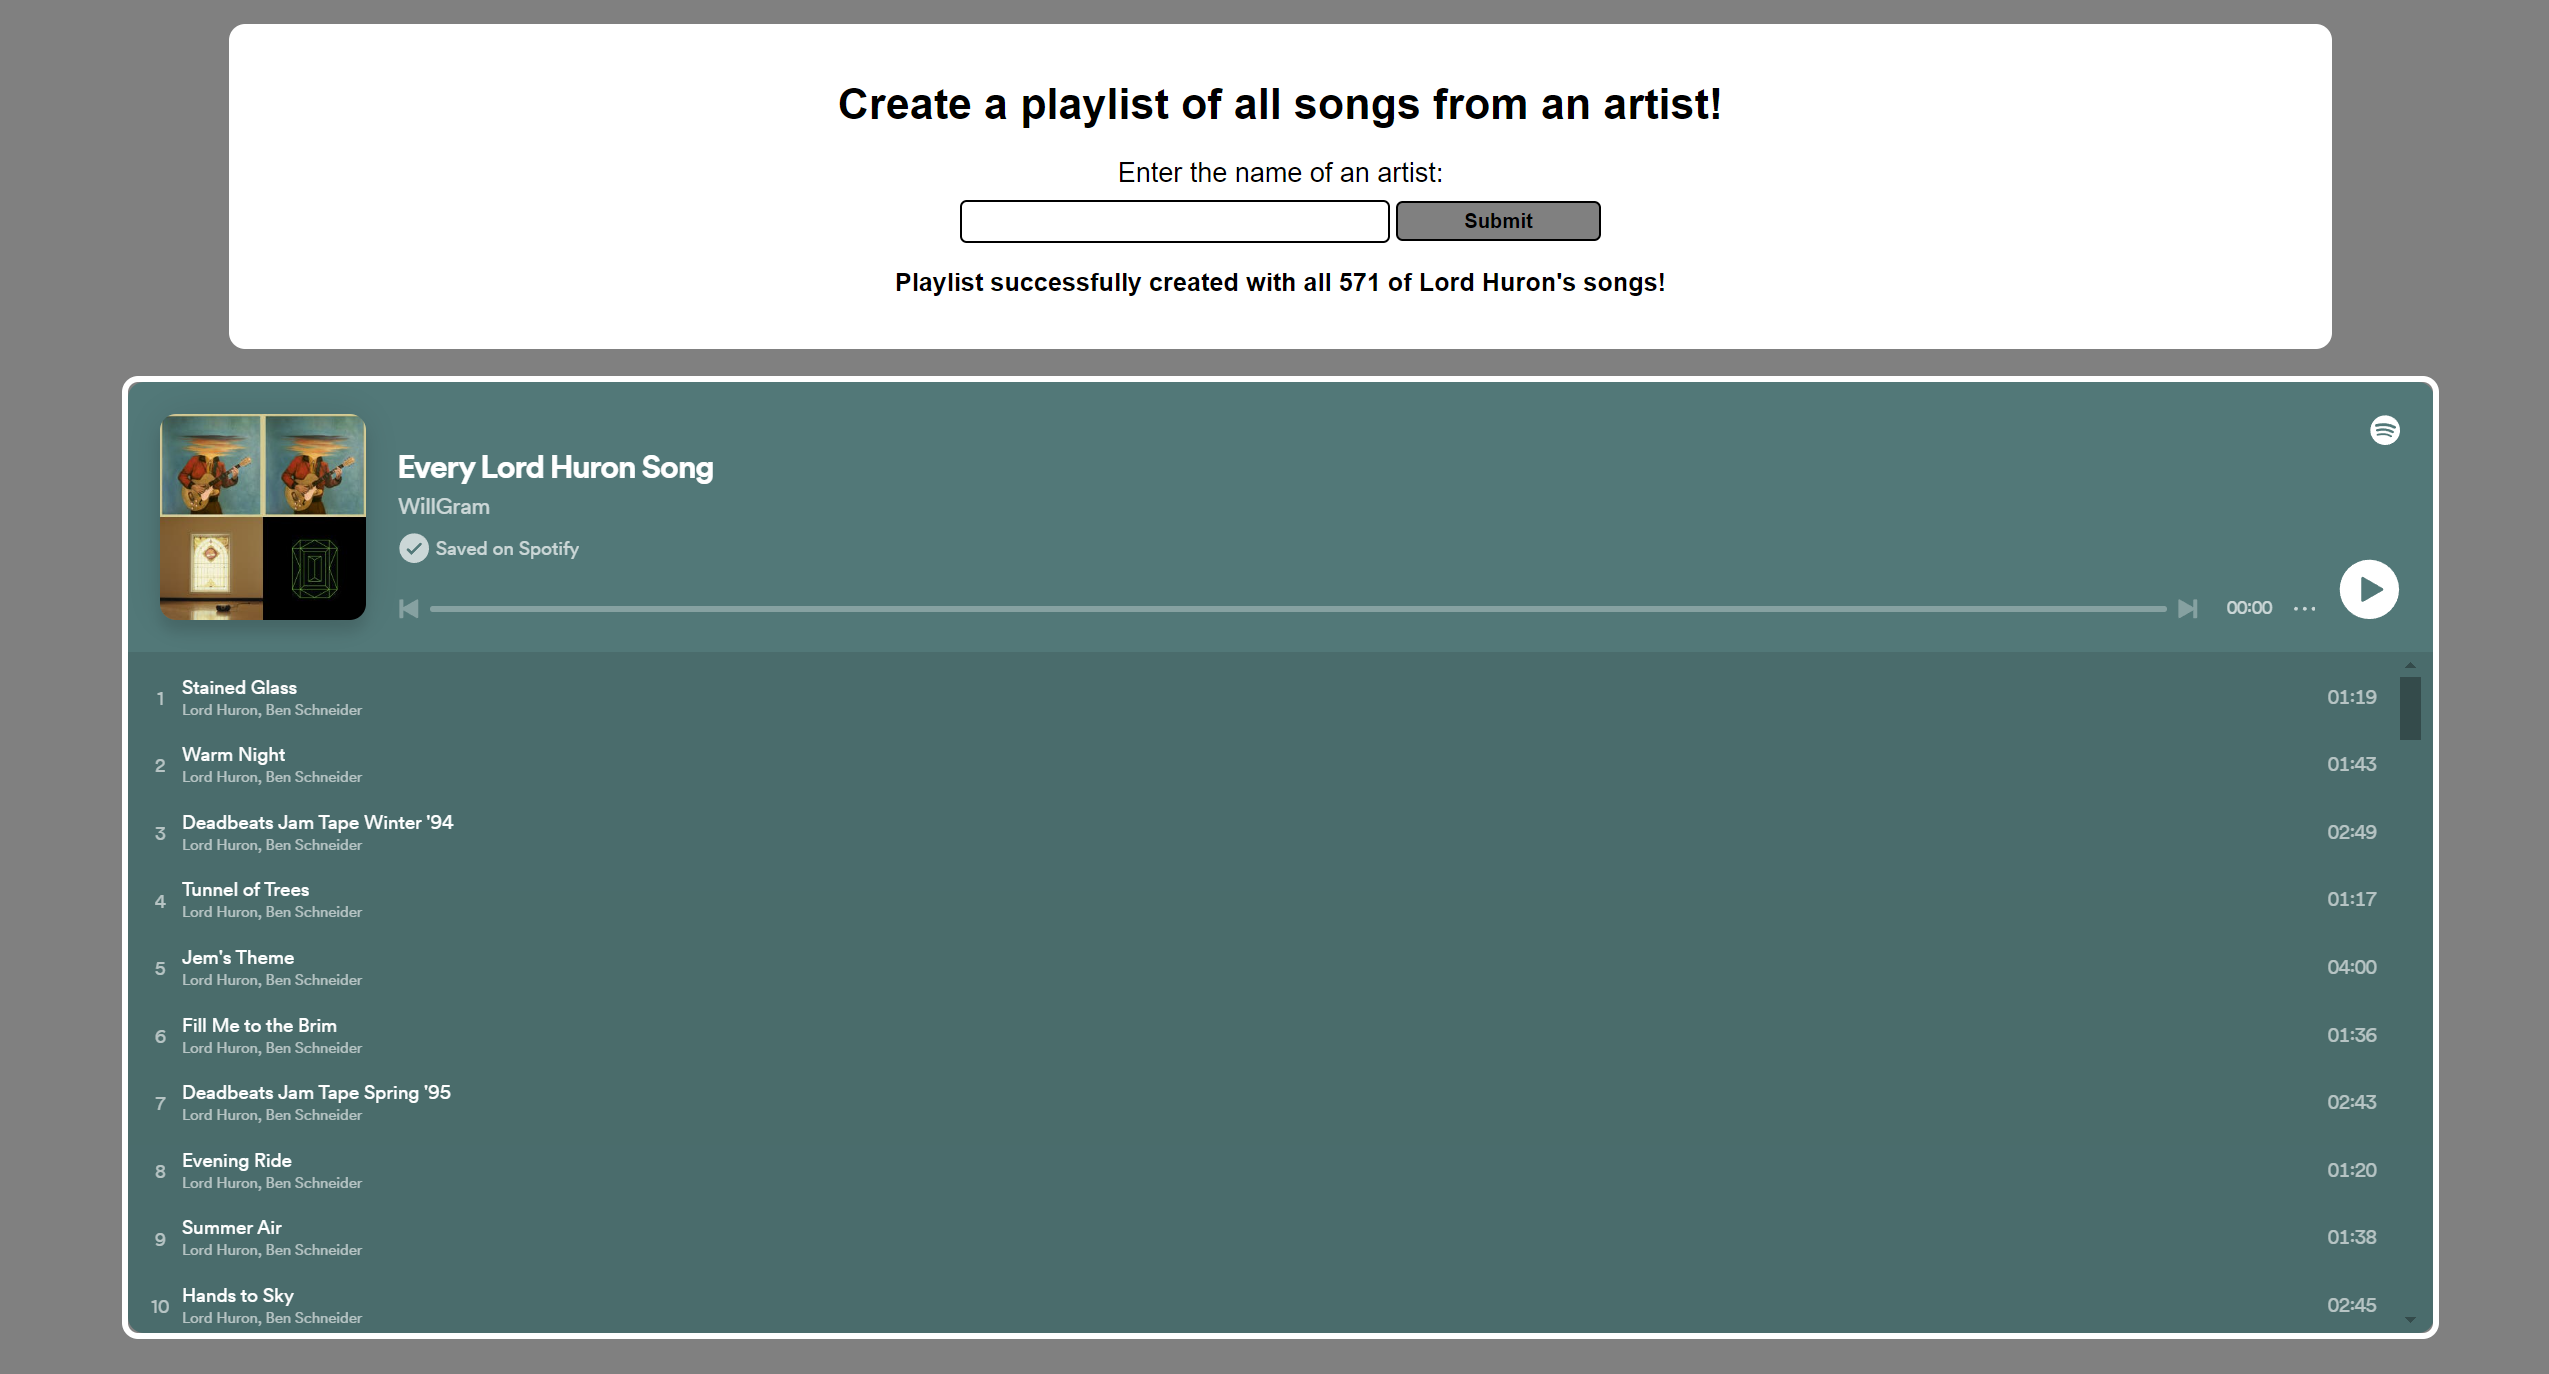 Create a playlist of all songs from an artist!
Enter the name of an artist:
Submit
Playlist successfully created with all 571 of Lord Huron's songs!
Every Lord Huron Song
WillGram
Saved on Spotify
00:00
1 Stained Glass 01:19
Lord Huron, Ben Schneider
2 Warm Night 01:43
Lord Huron, Ben Schneider
3 Deadbeats Jam Tape Winter '94 02:49
Lord Huron, Ben Schneider
4 Tunnel of Trees 01:17
Lord Huron, Ben Schneider
5 Jem's Theme 04:00
Lord Huron, Ben Schneider
6 Fill Me to the Brim 01:36
Lord Huron, Ben Schneider
7 Deadbeats Jam Tape Spring '95 02:43
Lord Huron, Ben Schneider
8 Evening Ride 01:20
Lord Huron, Ben Schneider
9 Summer Air 01:38
Lord Huron, Ben Schneider
10 Hands to Sky 02:45
Lord Huron, Ben Schneider